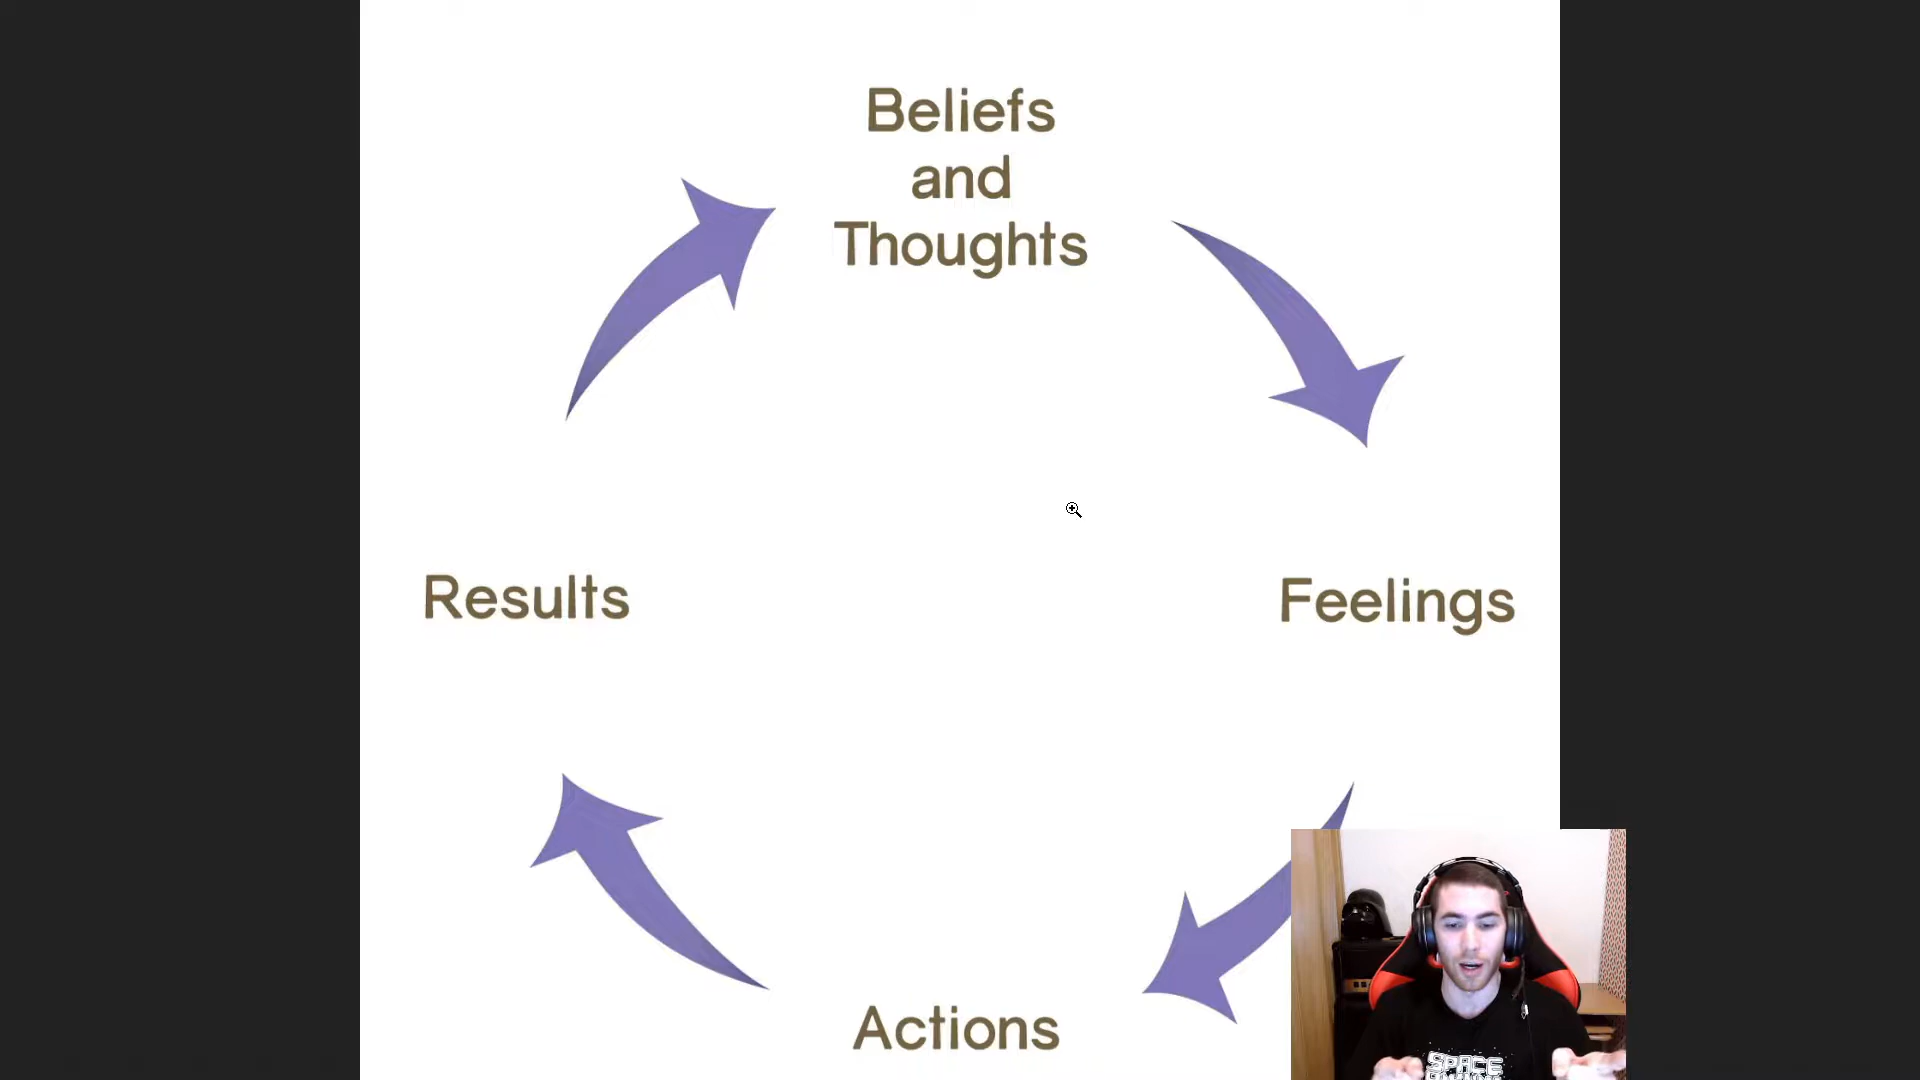 Beliefs
and
Thoughts
Results
Feelings
Actions
SPACE